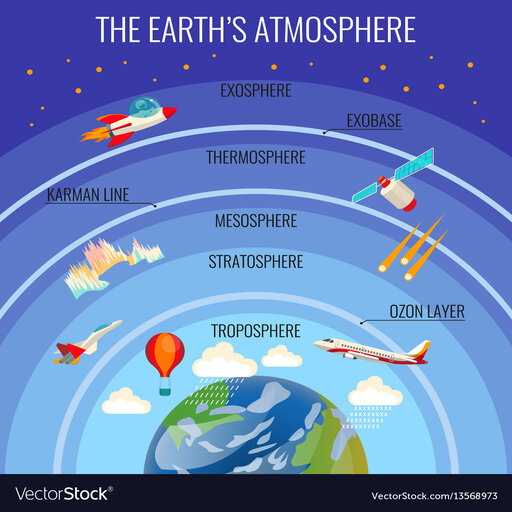 THE EARTH'S ATMOSPHERE
EXOSPHERE
EXOBASE
THERMOSPHERE
KARMAN LINE
MESOSPHERE
STRATOSPHERE
OZON LAYER
TROPOSPHERE
VectorStock®
VectorStock.com/13568973